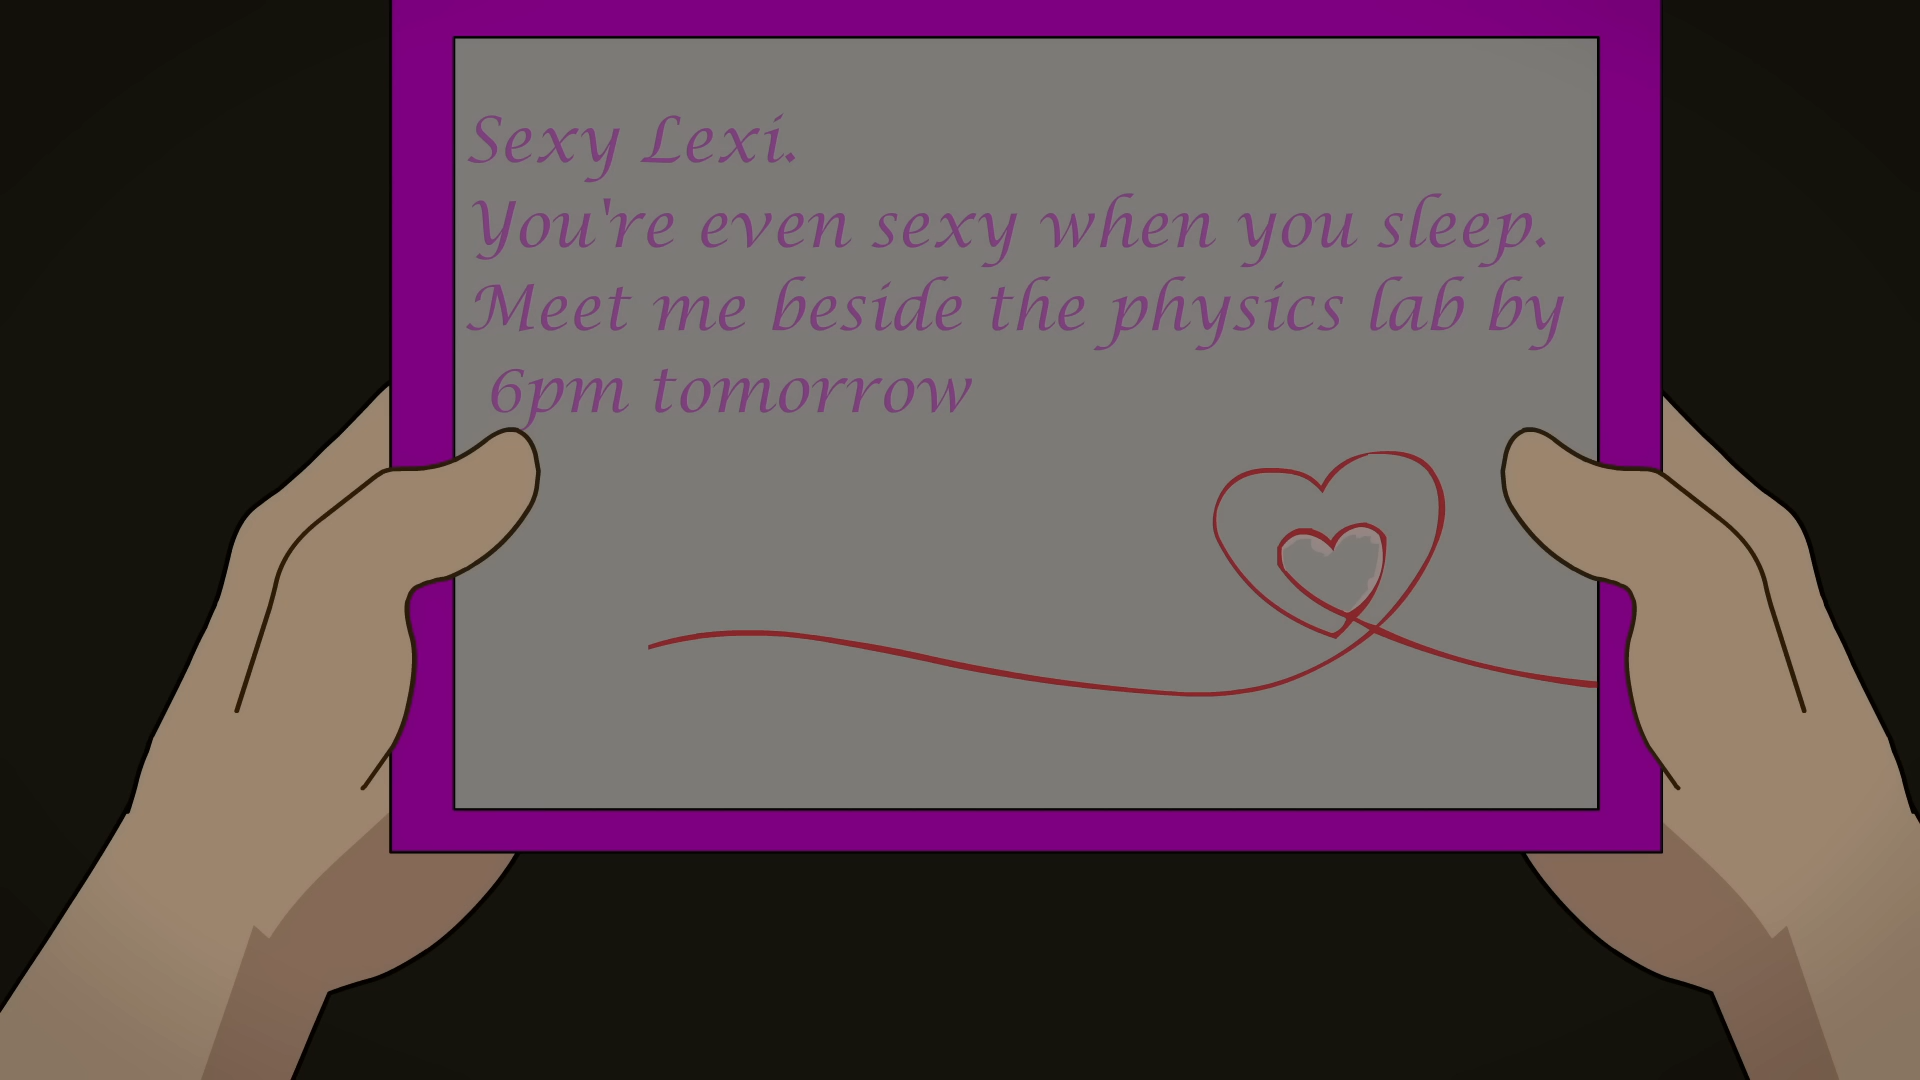 Sexy Lexi.
You're even sexy when you sleep.
Meet me beside the physics lab by
6pm tomorrow